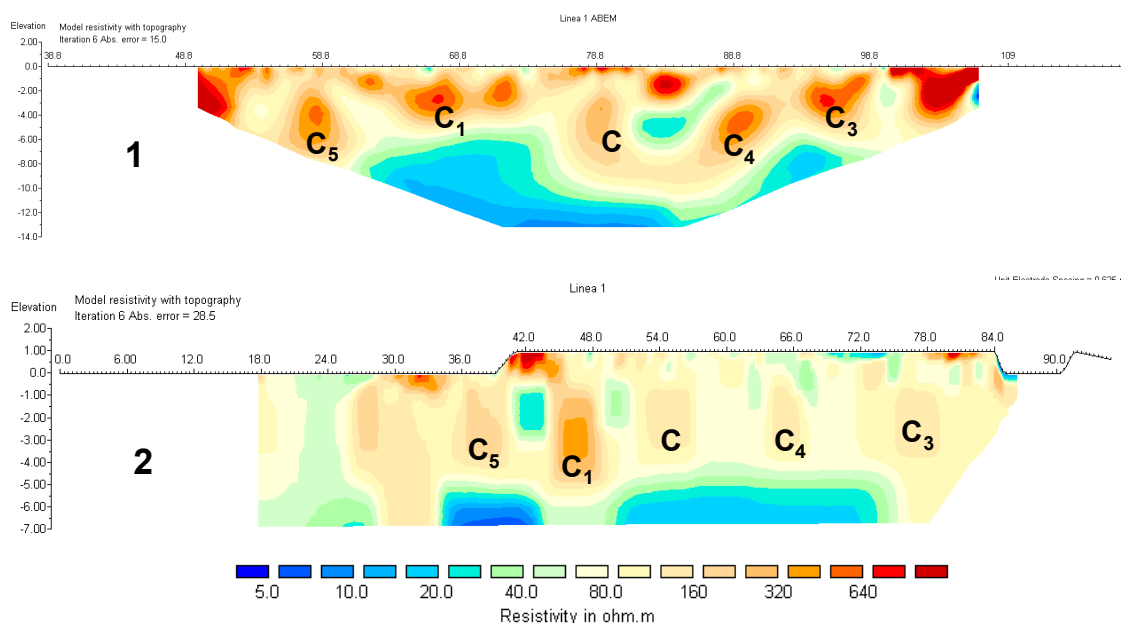 Linea 1 ABEM
Elevation
Model resistivity with topography
Iteration 6 Abs. error = 15.0
38.8 48.8 58.8 68.8 78.8 88.8 98.8 109
0.0
-2.0
-4.0
-6.0
-8.0
-10.0
-12.0
-14.0
1
C5 C1 C C4 C3
Unit Electrode Spacing = 0.625
Linea 1
Elevation
Model resistivity with topography
Iteration 6 Abs. error = 28.5
2.00
1.00
0.0
-1.00
-2.00
-3.00
-4.00
-5.00
-6.00
-7.00
0.0 6.00 12.0 18.0 24.0 30.0 36.0 42.0 48.0 54.0 60.0 66.0 72.0 78.0 84.0 90.0
2
C5 C1 C C4 C3
5.0 10.0 20.0 40.0 80.0 160 320 640
Resistivity in ohm.m